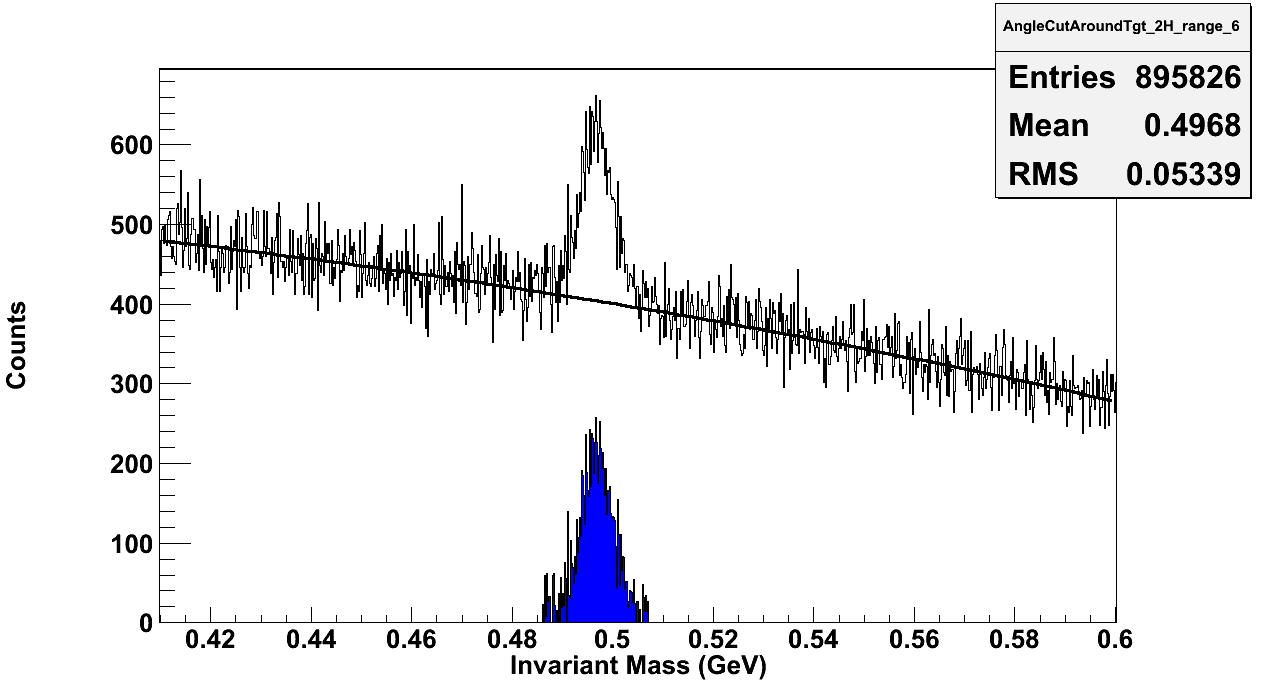 AngleCutAroundTgt_2H_range_6
Entries 895826
Mean 0.4968
RMS 0.05339
Counts
600
500
400
300
200
100
0
0.42 0.44 0.46 0.48 0.5 0.52 0.54 0.56 0.58 0.6
Invariant Mass (GeV)